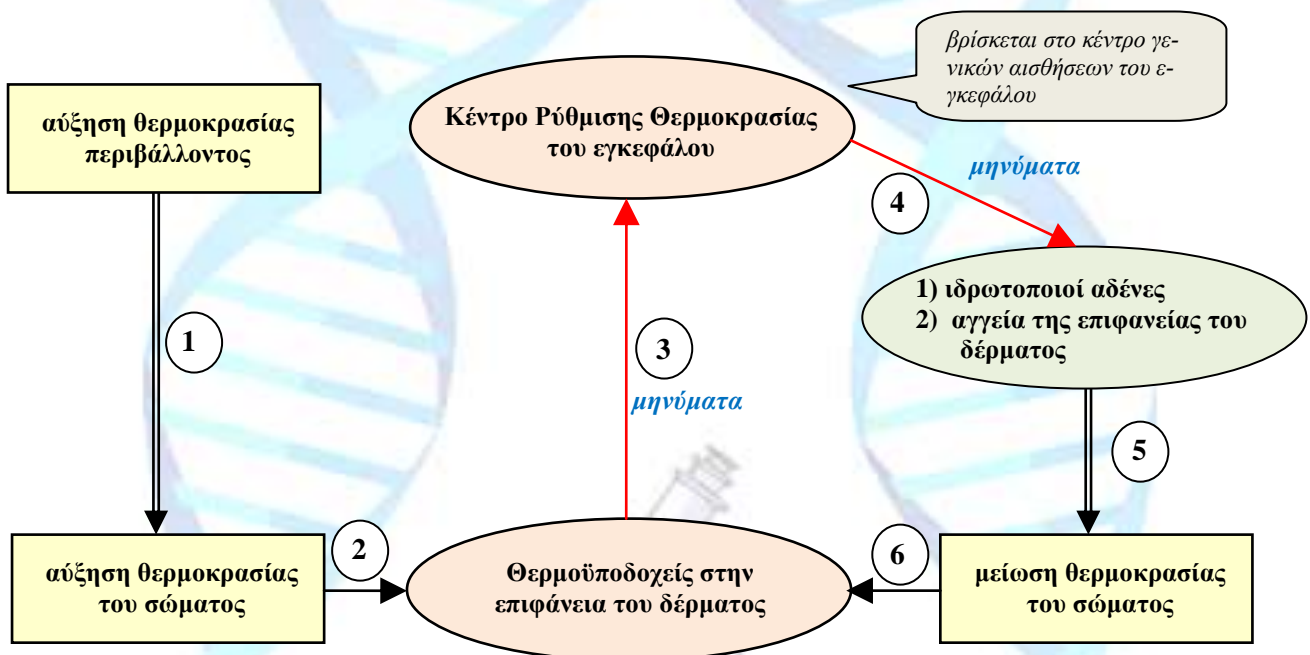 βρίσκεται στο κέντρο γε-
νικών αισθήσεων του ε-
γκεφάλου
αύξηση θερμοκρασίας
περιβάλλοντος
Κέντρο Ρύθμισης Θερμοκρασίας
του εγκεφάλου
μηνύματα
4
1) ιδρωτοποιοί αδένες
2) αγγεία της επιφανείας του
δέρματος
1
3
μηνύματα
5
2
6
αύξηση θερμοκρασίας
του σώματος
Θερμοϋποδοχείς στην
επιφάνεια του δέρματος
μείωση θερμοκρασίας
του σώματος